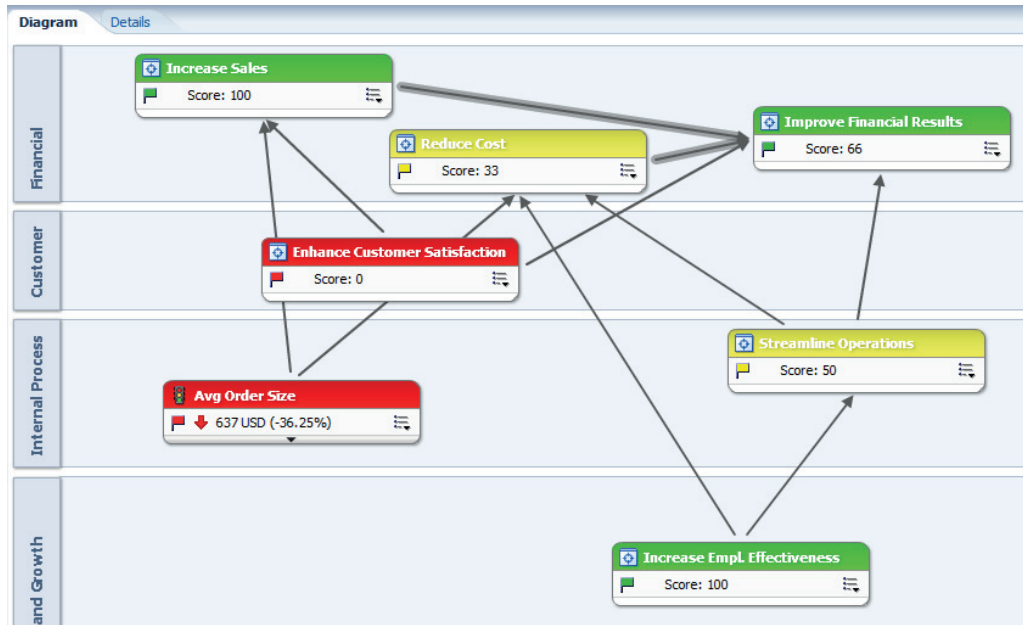 Diagram
Details
Financial
Increase Sales
Score: 100
Reduce Cost
Score: 33
Improve Financial Results
Score: 66
Customer
Enhance Customer Satisfaction
Score: 0
Internal Process
Avg Order Size
637 USD (-36.25%)
Streamline Operations
Score: 50
and Growth
Increase Empl. Effectiveness
Score: 100